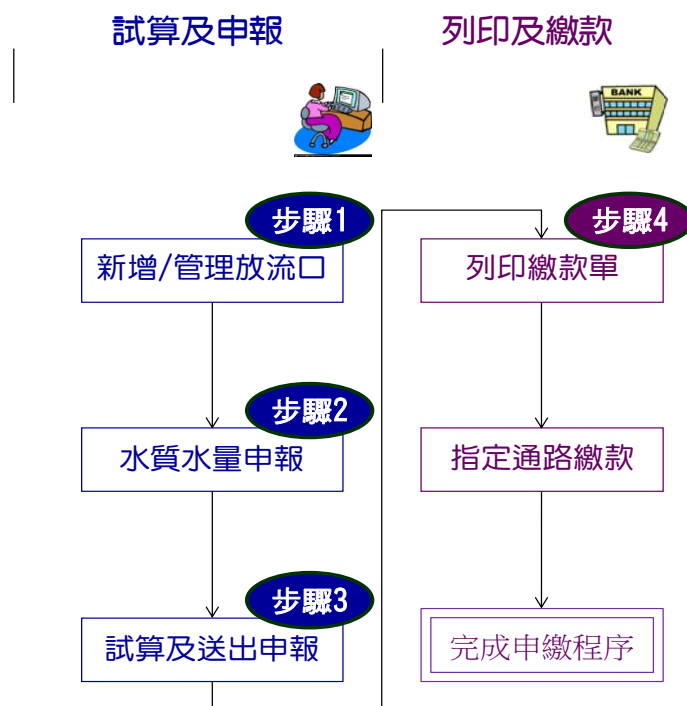 試算及申報
列印及繳款
BANK
步驟1
新增/管理放流口
步驟2
水質水量申報
步驟3
試算及送出申報
步驟4
列印繳款單
指定通路繳款
完成申繳程序